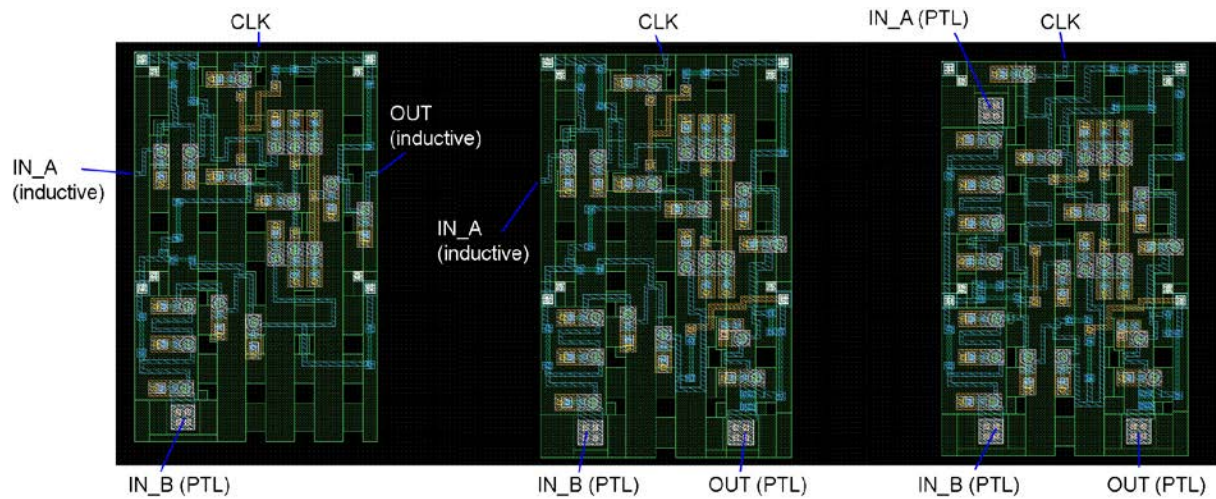 CLK
OUT
(inductive)
IN_A
(inductive)
IN_B (PTL)
CLK
IN_A
(inductive)
IN_B (PTL)
OUT (PTL)
IN_A (PTL)
CLK
IN_B (PTL)
OUT (PTL)